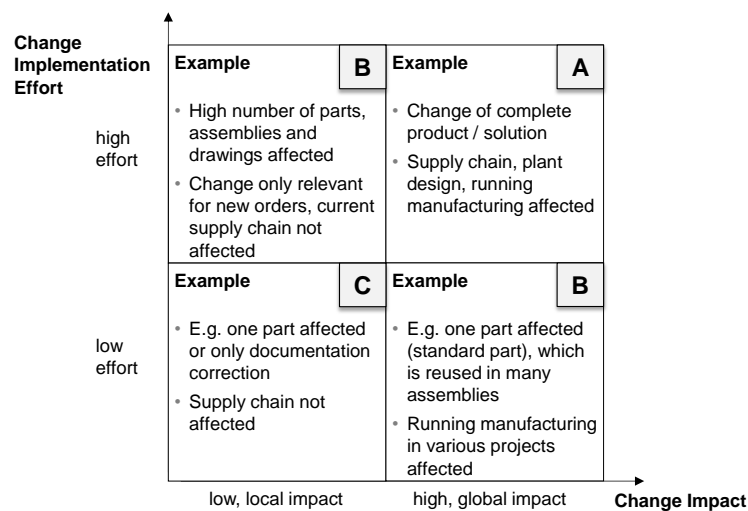 Change
Implementation
Effort
high
effort
low
effort
Example
B
• High number of parts,
assemblies and
drawings affected
• Change only relevant
for new orders, current
supply chain not
affected
Example
A
• Change of complete
product / solution
• Supply chain, plant
design, running
manufacturing affected
Example
C
• E.g. one part affected
or only documentation
correction
• Supply chain not
affected
Example
B
• E.g. one part affected
(standard part), which
is reused in many
assemblies
• Running manufacturing
in various projects
affected
low, local impact
high, global impact
Change Impact